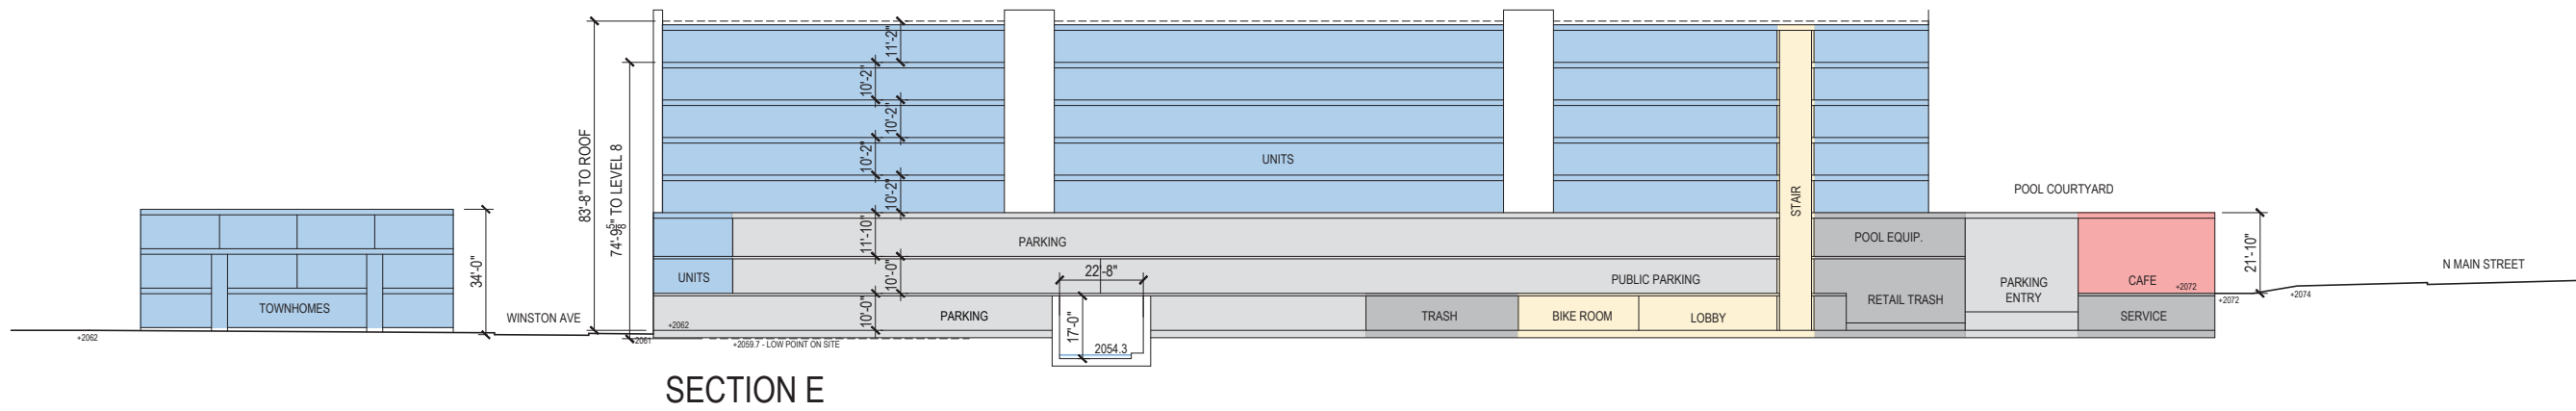 11'-2"
10'-2"
10'-2"
10'-2"
10'-2"
11'-10"
10'-0"
10'-0"
83'-8" TO ROOF
74'-9 5/8" TO LEVEL 8
UNITS
STAIR
POOL COURTYARD
PARKING
POOL EQUIP.
34'-0"
21'-10"
N MAIN STREET
UNITS
22'-8"
PUBLIC PARKING
PARKING
ENTRY
CAFE
+2072
+2072
+2074
RETAIL TRASH
TOWNHOMES
WINSTON AVE
+2062
PARKING
17'-0"
TRASH
BIKE ROOM
LOBBY
SERVICE
+2062
+2061
+2059.7 - LOW POINT ON SITE
2054.3
SECTION E